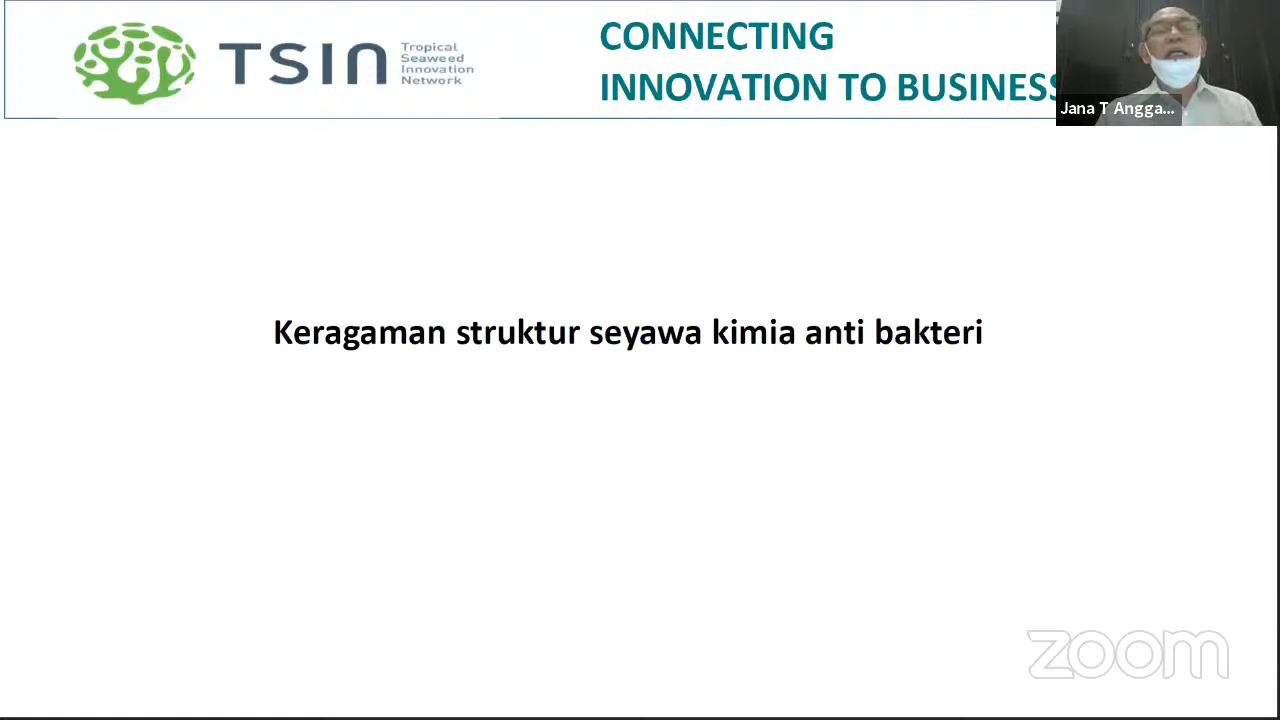 TSIN
Tropical
Seaweed
Innovation
Network
CONNECTING
INNOVATION TO BUSINESS
Jana T Angga...
Keragaman struktur seyawa kimia anti bakteri
zoom